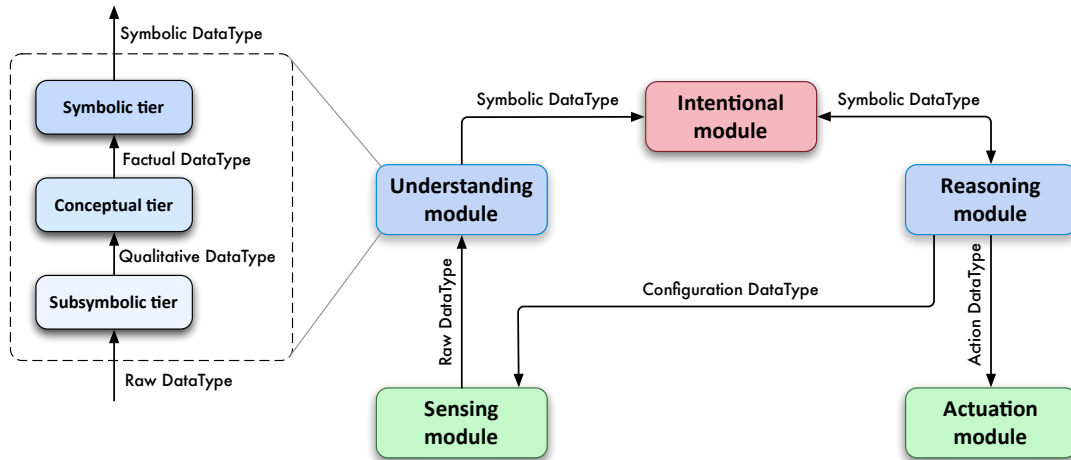 Symbolic DataType
Symbolic tier
Factual DataType
Conceptual tier
Qualitative DataType
Subsymbolic tier
Raw DataType
Symbolic DataType
Intentional
module
Symbolic DataType
Understanding
module
Reasoning
module
Raw DataType
Configuration DataType
Action DataType
Sensing
module
Actuation
module